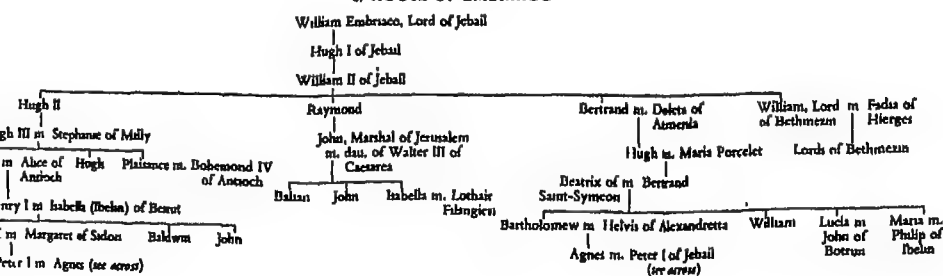 William Embriaco, Lord of Jebail
Hugh I of Jebail
William II of Jebail
Hugh II Raymond Bertrand m. Doleta of Armenia William, Lord of Bethmezin m Fadia of Hierges
gh III m Stephanie of Milly John, Marshal of Jerusalem m. dau. of Walter III of Caesarea Hugh m. Maria Porcelet Lords of Bethmezin
m Alice of Antioch Hugh Plaisance m. Bohemond IV of Antioch Beatrix of Saint-Symeon m Bertrand
Balian John Isabella m. Lothair Filangieri
nry I m Isabella (Ibelin) of Beirut
Bartholomew m Helvis of Alexandretta William Lucia m John of Botrun Maria m. Philip of Ibelin
m Margaret of Sidon Baldwin John
Peter I m Agnes (see across) Agnes m. Peter I of Jebail (see across)